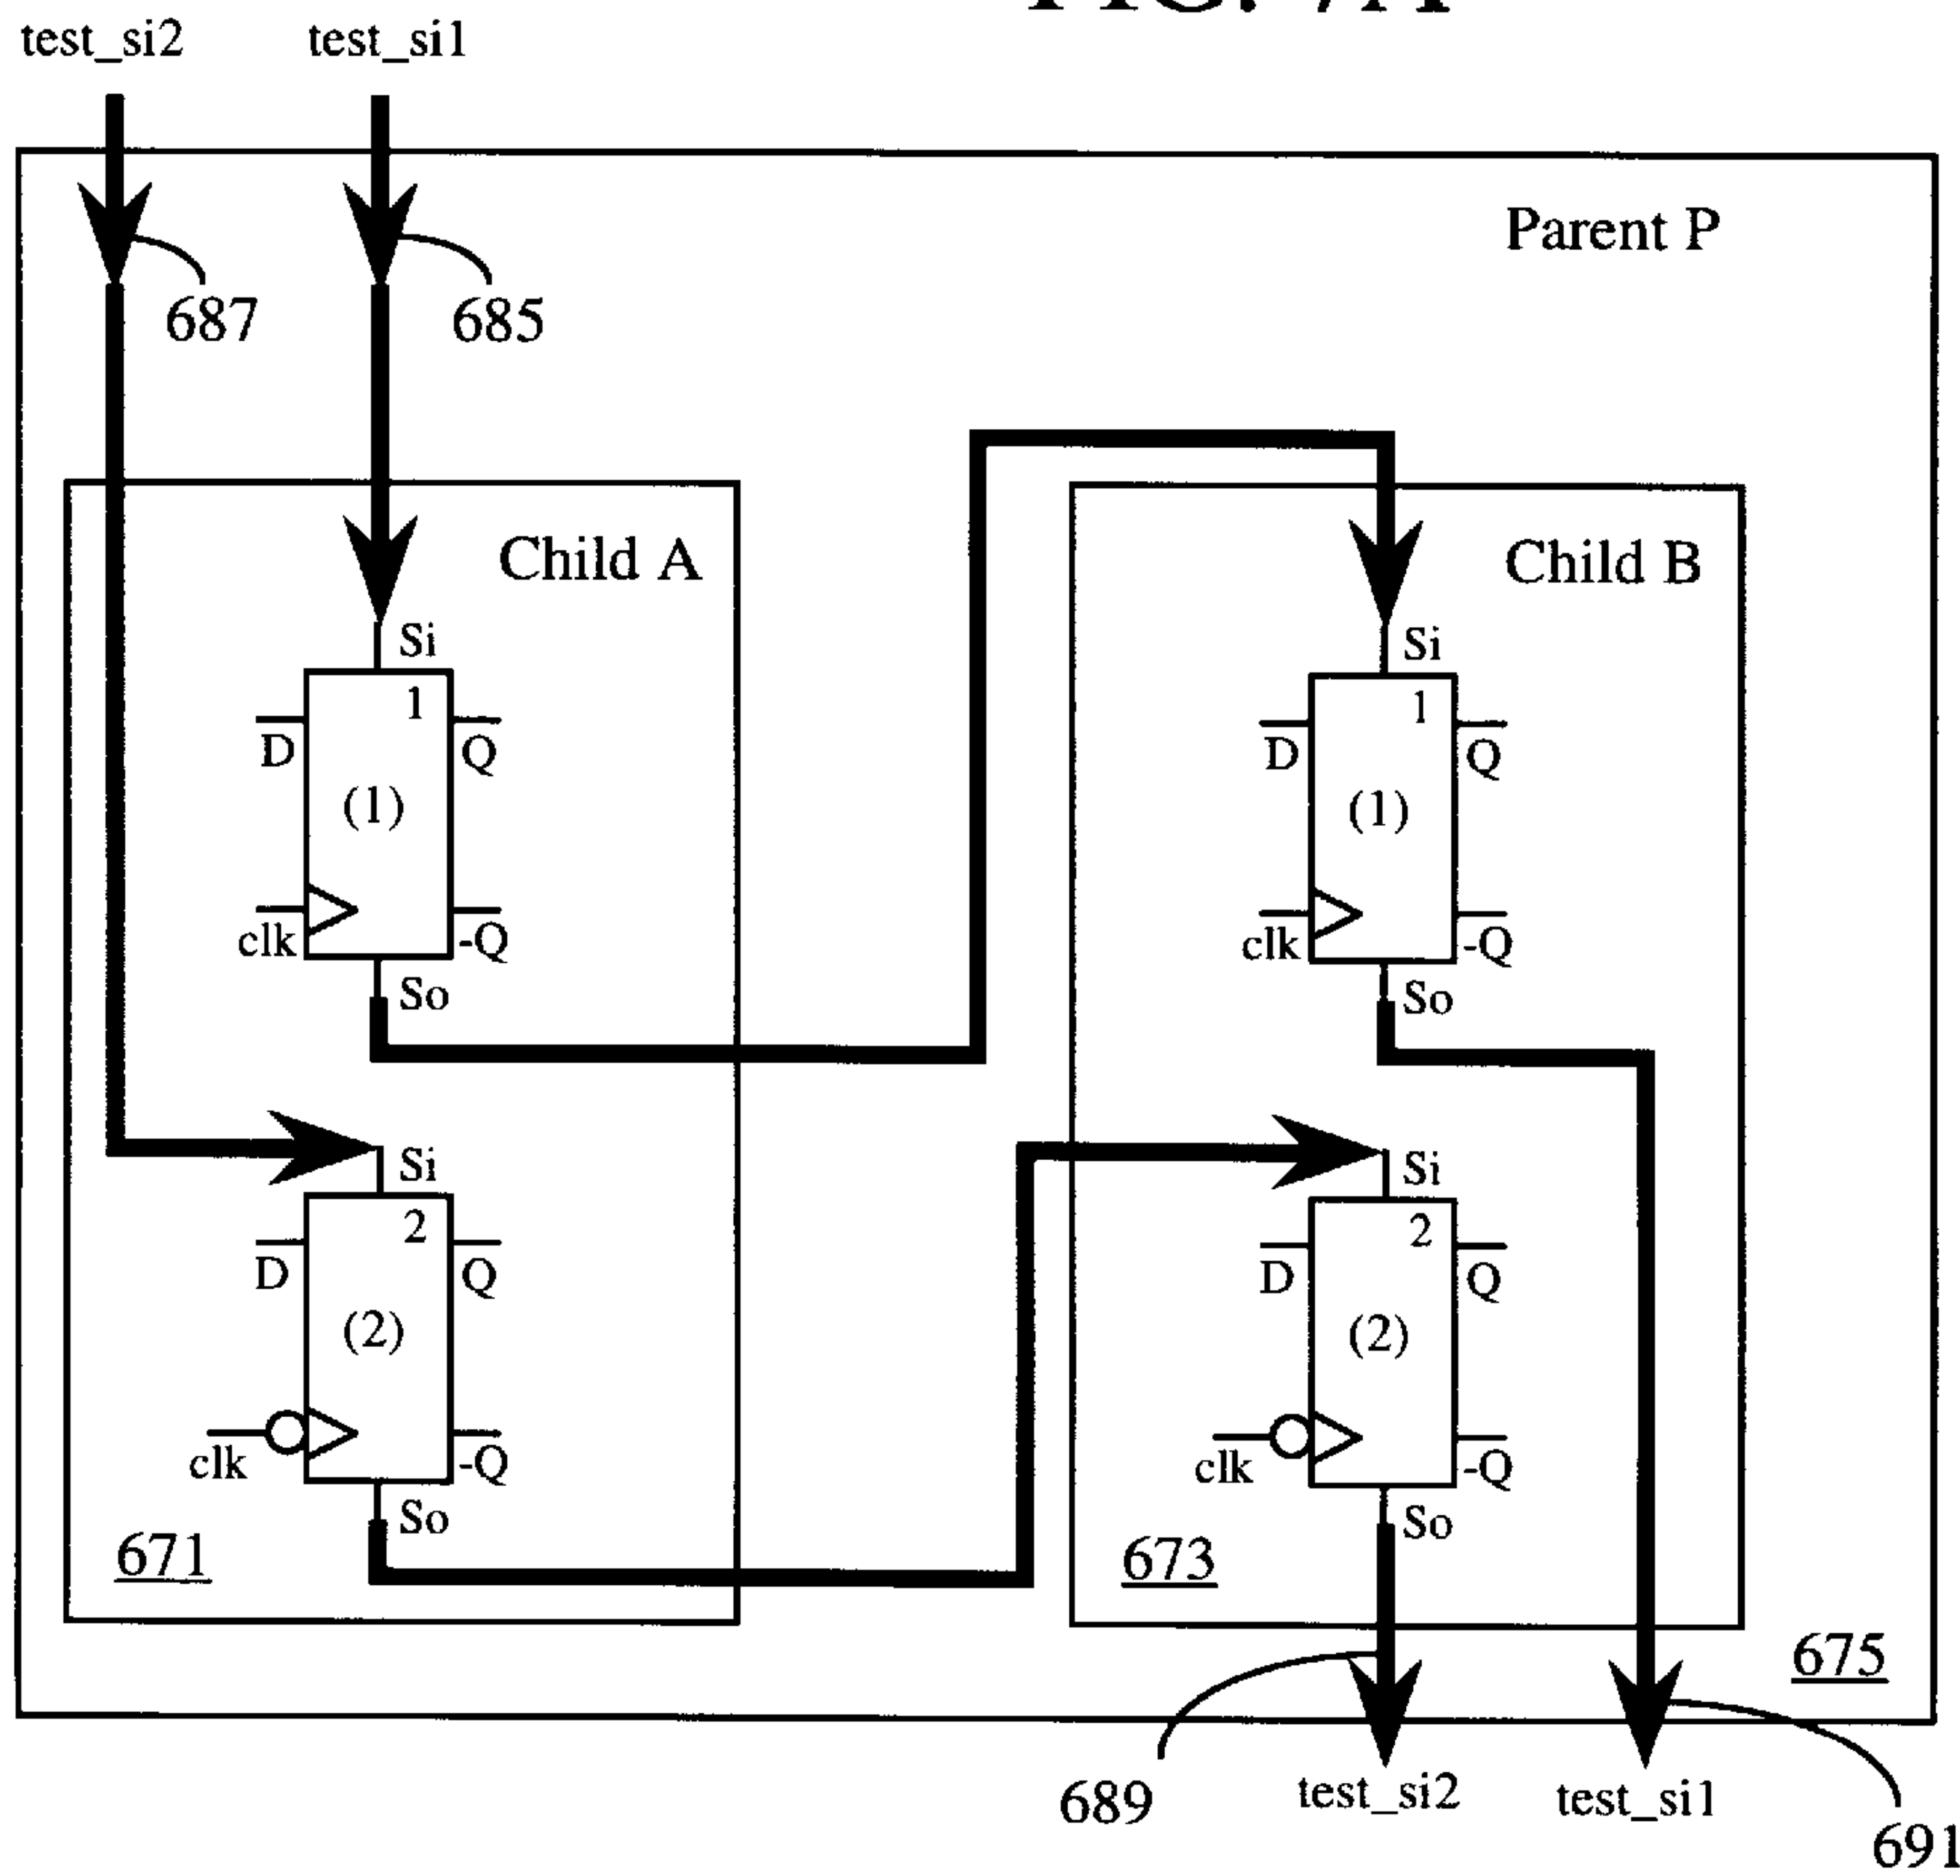 test_si2
test_si1
Parent P
687
685
Child A
Child B
Si
1
D
Q
(1)
clk
-Q
So
Si
1
D
Q
(1)
clk
-Q
So
Si
2
D
Q
(2)
clk
-Q
So
Si
2
D
Q
(2)
clk
-Q
So
671
673
675
689
test_si2
test_si1
691